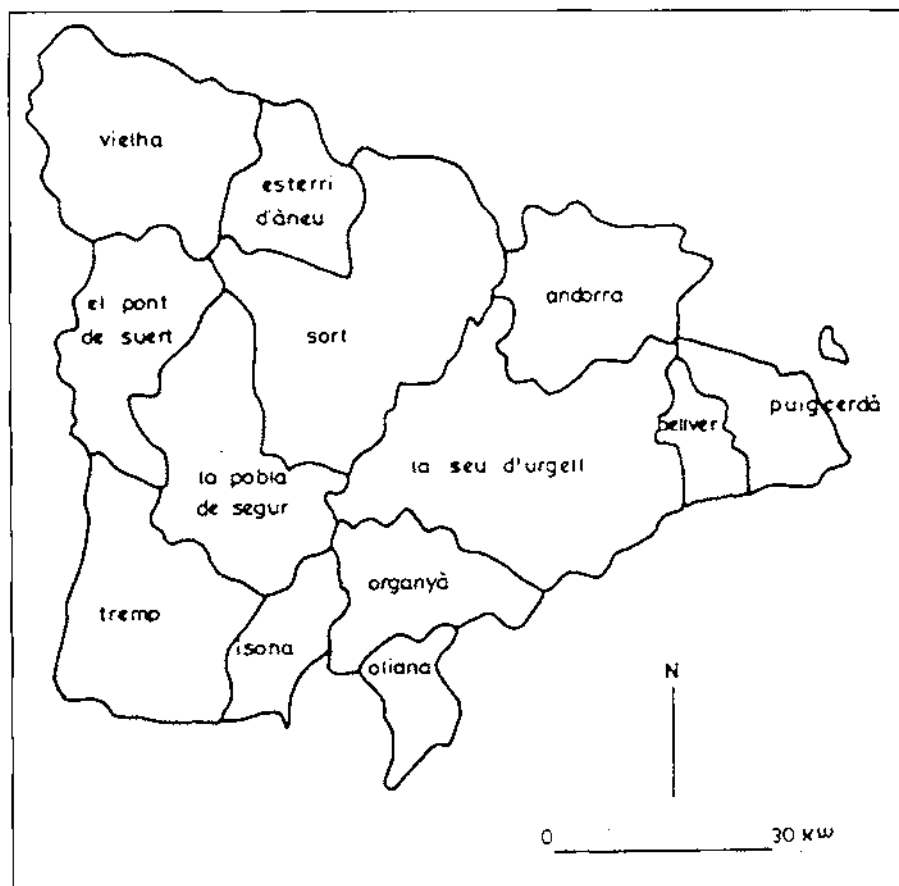 vielha
esterri
d'àneu
andorra
el pont
de suert
sort
puigcerdà
bellver
la seu d'urgell
la pobla
de segur
organyà
tremp
isona
oliana
N
0 30 KM